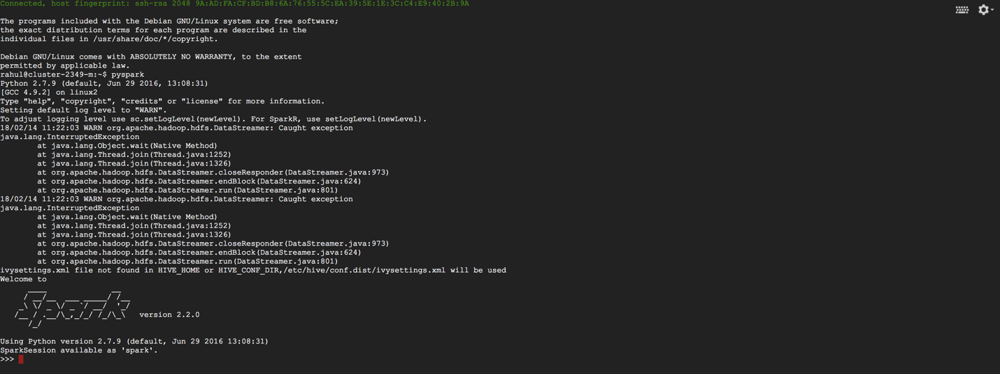 Connected, host fingerprint: ssh-rsa 2048 9A:AD:FA:CF:BD:B8:6A:76:55:5C:EA:39:5E:1E:3C:C4:E9:40:2B:9A
The programs included with the Debian GNU/Linux system are free software;
the exact distribution terms for each program are described in the
individual files in /usr/share/doc/*/copyright.
Debian GNU/Linux comes with ABSOLUTELY NO WARRANTY, to the extent
permitted by applicable law.
rahul@cluster-2349-m:~$ pyspark
Python 2.7.9 (default, Jun 29 2016, 13:08:31)
[GCC 4.9.2] on linux2
Type "help", "copyright", "credits" or "license" for more information.
Setting default log level to "WARN".
To adjust logging level use sc.setLogLevel(newLevel). For SparkR, use setLogLevel(newLevel).
18/02/14 11:22:03 WARN org.apache.hadoop.hdfs.DataStreamer: Caught exception
java.lang.InterruptedException
        at java.lang.Object.wait(Native Method)
        at java.lang.Thread.join(Thread.java:1252)
        at java.lang.Thread.join(Thread.java:1326)
        at org.apache.hadoop.hdfs.DataStreamer.closeResponder(DataStreamer.java:973)
        at org.apache.hadoop.hdfs.DataStreamer.endBlock(DataStreamer.java:624)
        at org.apache.hadoop.hdfs.DataStreamer.run(DataStreamer.java:801)
18/02/14 11:22:03 WARN org.apache.hadoop.hdfs.DataStreamer: Caught exception
java.lang.InterruptedException
        at java.lang.Object.wait(Native Method)
        at java.lang.Thread.join(Thread.java:1252)
        at java.lang.Thread.join(Thread.java:1326)
        at org.apache.hadoop.hdfs.DataStreamer.closeResponder(DataStreamer.java:973)
        at org.apache.hadoop.hdfs.DataStreamer.endBlock(DataStreamer.java:624)
        at org.apache.hadoop.hdfs.DataStreamer.run(DataStreamer.java:801)
ivysettings.xml file not found in HIVE_HOME or HIVE_CONF_DIR,/etc/hive/conf.dist/ivysettings.xml will be used
Welcome to
Spark version 2.2.0
Using Python version 2.7.9 (default, Jun 29 2016 13:08:31)
SparkSession available as 'spark'.
>>>